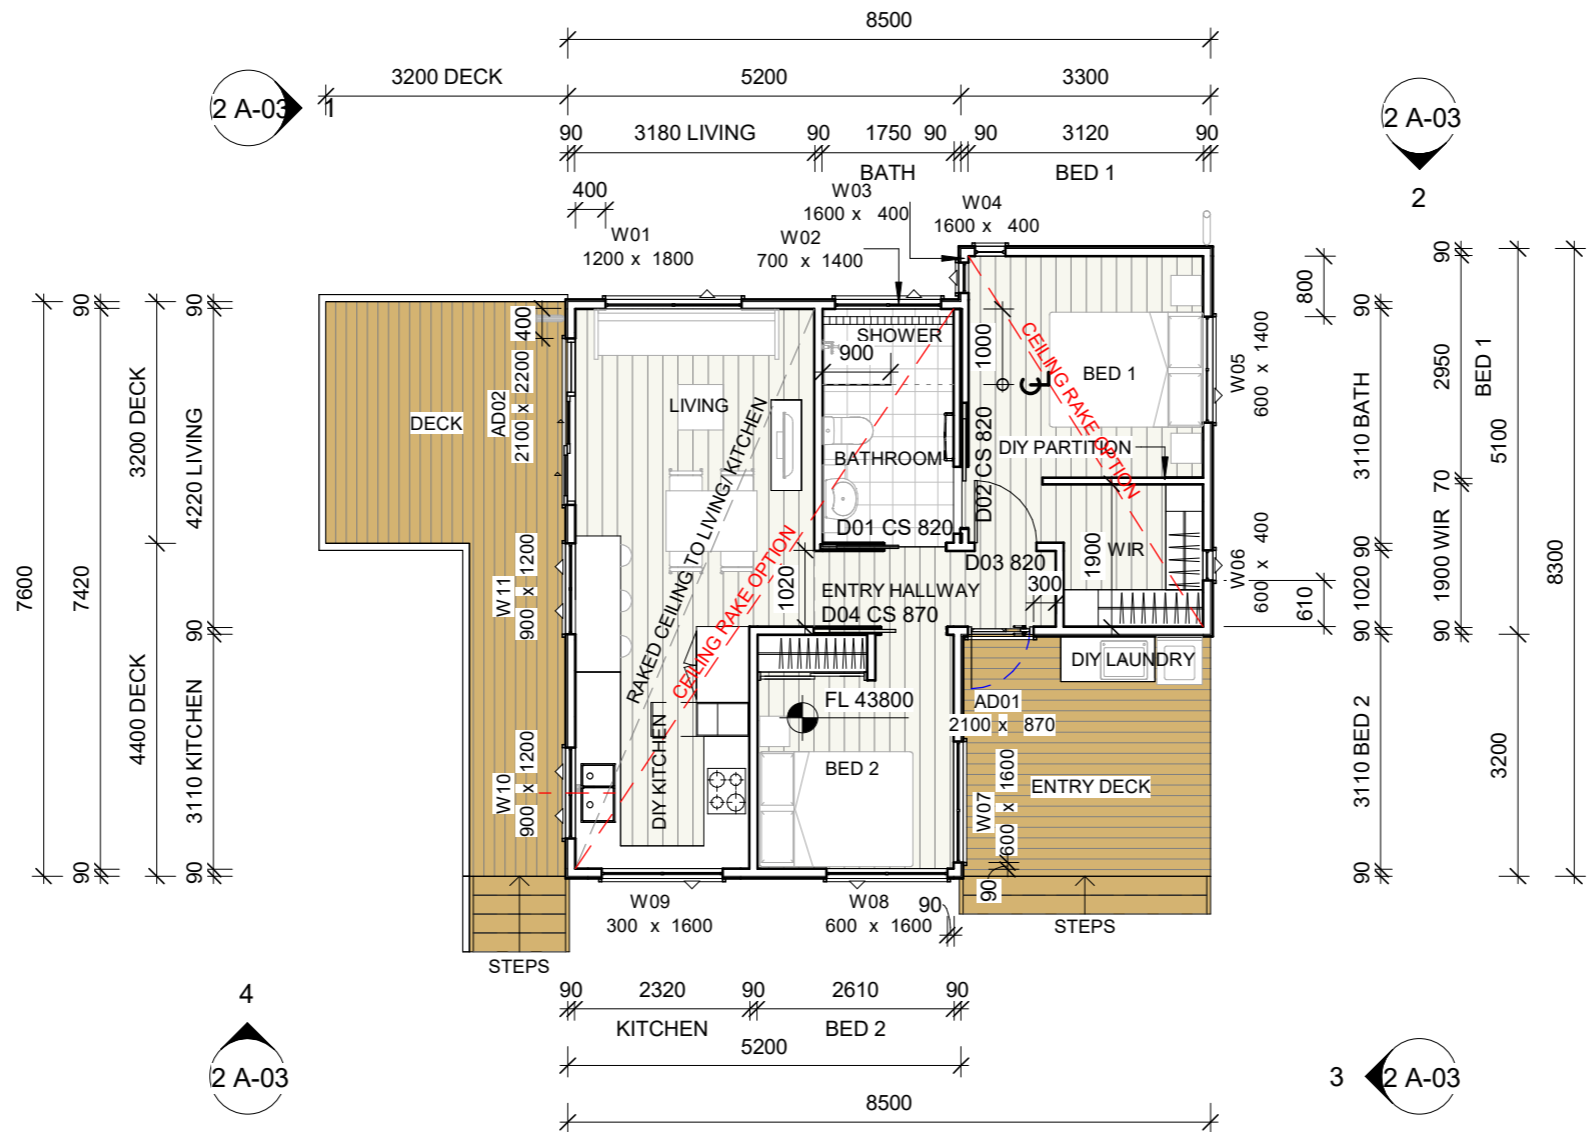 8500
3200 DECK
5200
3300
2 A-03
1
2 A-03
2
90
3180 LIVING
90
1750
90
90
3120
90
BATH
BED 1
400
W03
1600 x 400
W04
1600 x 400
W01
1200 x 1800
W02
700 x 1400
7600
90
7420
90
3200 DECK
4400 DECK
90
4220 LIVING
90
3110 KITCHEN
90
400
AD02
2100 x 2200
W11
900 x 1200
W10
900 x 1200
DECK
LIVING
SHOWER
900
BATHROOM
1000
CEILING RAKE OPTION
BED 1
DIY PARTITION
D02 CS 820
D01 CS 820
RAKED CEILING TO LIVING/KITCHEN
CEILING RAKE OPTION
1020
ENTRY HALLWAY
D04 CS 870
D03 820
300
1900
WIR
DIY LAUNDRY
FL 43800
AD01
2100 x 870
DIY KITCHEN
BED 2
W07
600 x 1600
ENTRY DECK
90
STEPS
STEPS
W09
300 x 1600
W08
600 x 1600
90
W05
600 x 1400
W06
600 x 400
800
610
90
3110 BATH
90
1020
90
3110 BED 2
90
90
2950
BED 1
70
1900 WIR
90
5100
3200
8300
90
2320
90
2610
90
KITCHEN
BED 2
5200
8500
4
2 A-03
3
2 A-03